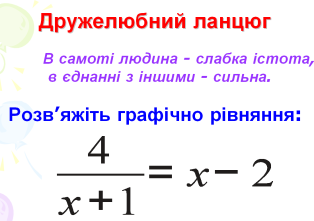 Дружелюбний ланцюг
В самоті людина - слабка істота,
в єднанні з іншими - сильна.
Розв'яжіть графічно рівняння:
4/(x+1) = x − 2